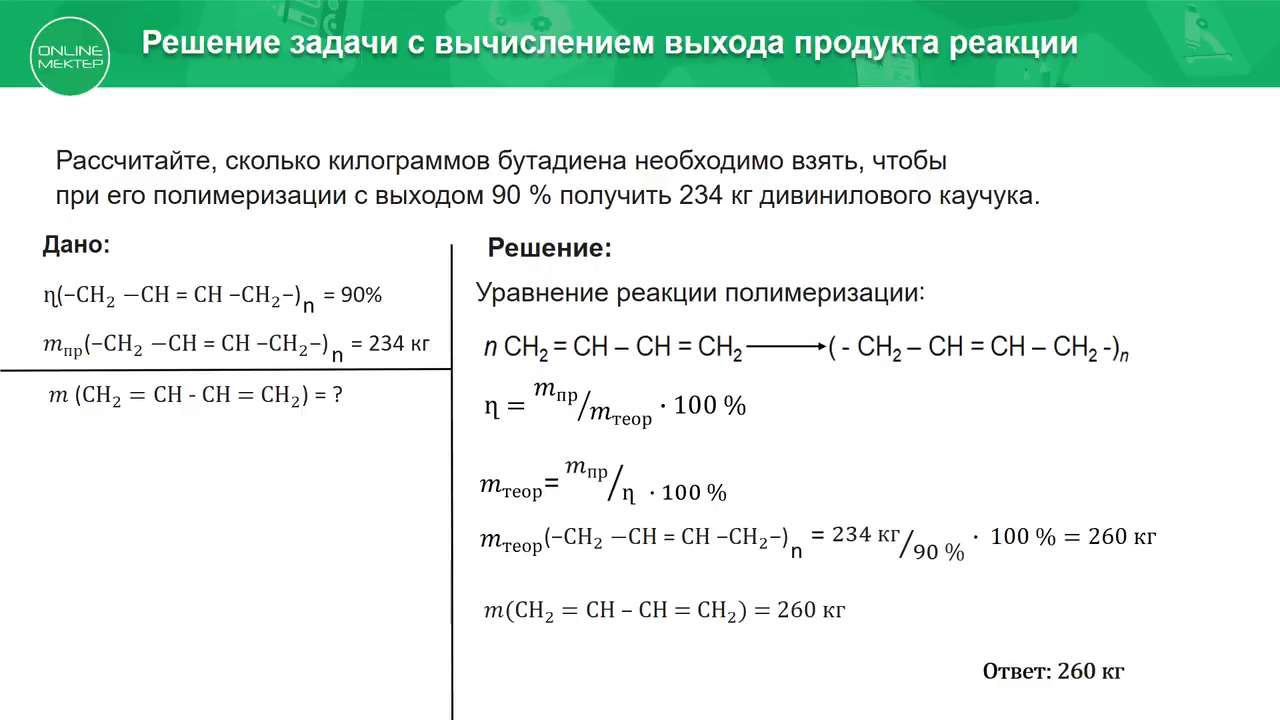 ONLINE
МЕКТЕР
Решение задачи с вычислением выхода продукта реакции
Рассчитайте, сколько килограммов бутадиена необходимо взять, чтобы
при его полимеризации с выходом 90 % получить 234 кг дивинилового каучука.
Дано:
ɳ(−CH₂ −CH = CH −CH₂−)n = 90%
mпр(−CH₂ −CH = CH −CH₂−)n = 234 кг
m (CH₂ = CH - CH = CH₂) = ?
Решение:
Уравнение реакции полимеризации:
n CH₂ = CH – CH = CH₂ ⟶ ( - CH₂ – CH = CH – CH₂ -)n
ɳ = mпр/mтеор · 100 %
mтеор= mпр/ɳ · 100 %
mтеор(−CH₂ −CH = CH −CH₂−)n = 234 кг/90 % · 100 % = 260 кг
m(CH₂ = CH – CH = CH₂) = 260 кг
Ответ: 260 кг